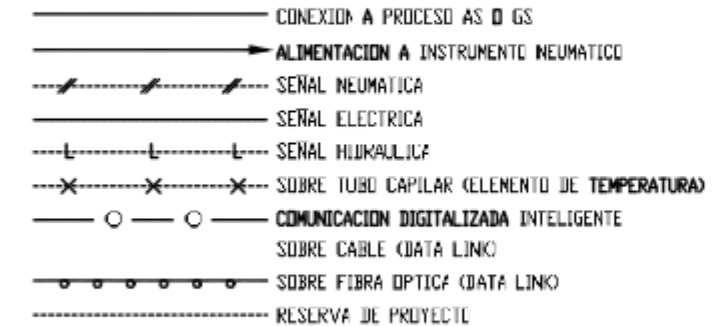 CONEXION A PROCESO AS O GS
ALIMENTACION A INSTRUMENTO NEUMATICO
SEÑAL NEUMATICA
SEÑAL ELECTRICA
SEÑAL HIDRAULICA
SOBRE TUBO CAPILAR (ELEMENTO DE TEMPERATURA)
COMUNICACION DIGITALIZADA INTELIGENTE
SOBRE CABLE (DATA LINK)
SOBRE FIBRA OPTICA (DATA LINK)
RESERVA DE PROYECTO